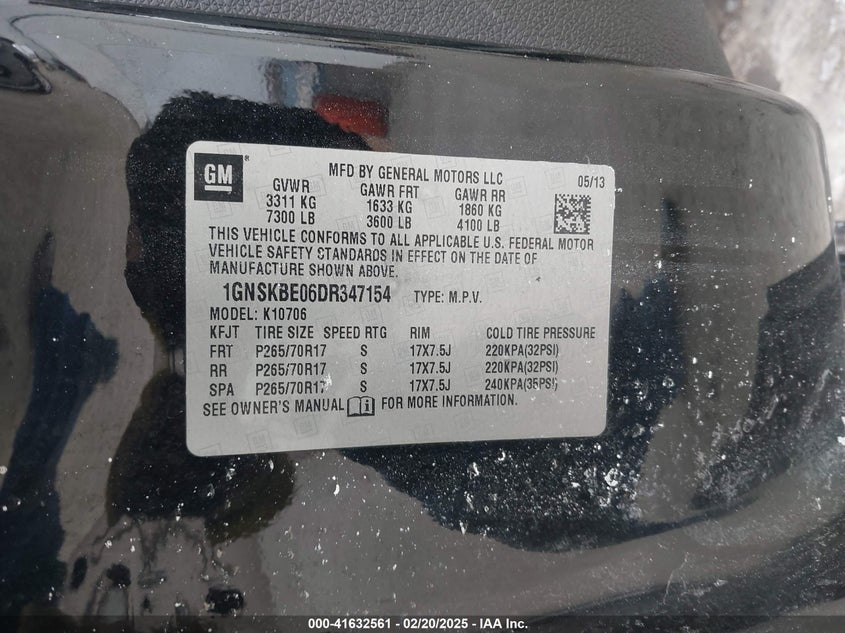 GM ®
MFD BY GENERAL MOTORS LLC 05/13
GVWR GAWR FRT GAWR RR
3311 KG 1633 KG 1860 KG
7300 LB 3600 LB 4100 LB
THIS VEHICLE CONFORMS TO ALL APPLICABLE U.S. FEDERAL MOTOR
VEHICLE SAFETY STANDARDS IN EFFECT ON THE DATE OF
MANUFACTURE SHOWN ABOVE.
1GNSKBE06DR347154 TYPE: M.P.V.
MODEL: K10706
KFJT TIRE SIZE SPEED RTG RIM COLD TIRE PRESSURE
FRT P265/70R17 S 17X7.5J 220KPA(32PSI)
RR P265/70R17 S 17X7.5J 220KPA(32PSI)
SPA P265/70R17 S 17X7.5J 240KPA(35PSI)
SEE OWNER'S MANUAL FOR MORE INFORMATION.
000-41632561 - 02/20/2025 - IAA Inc.